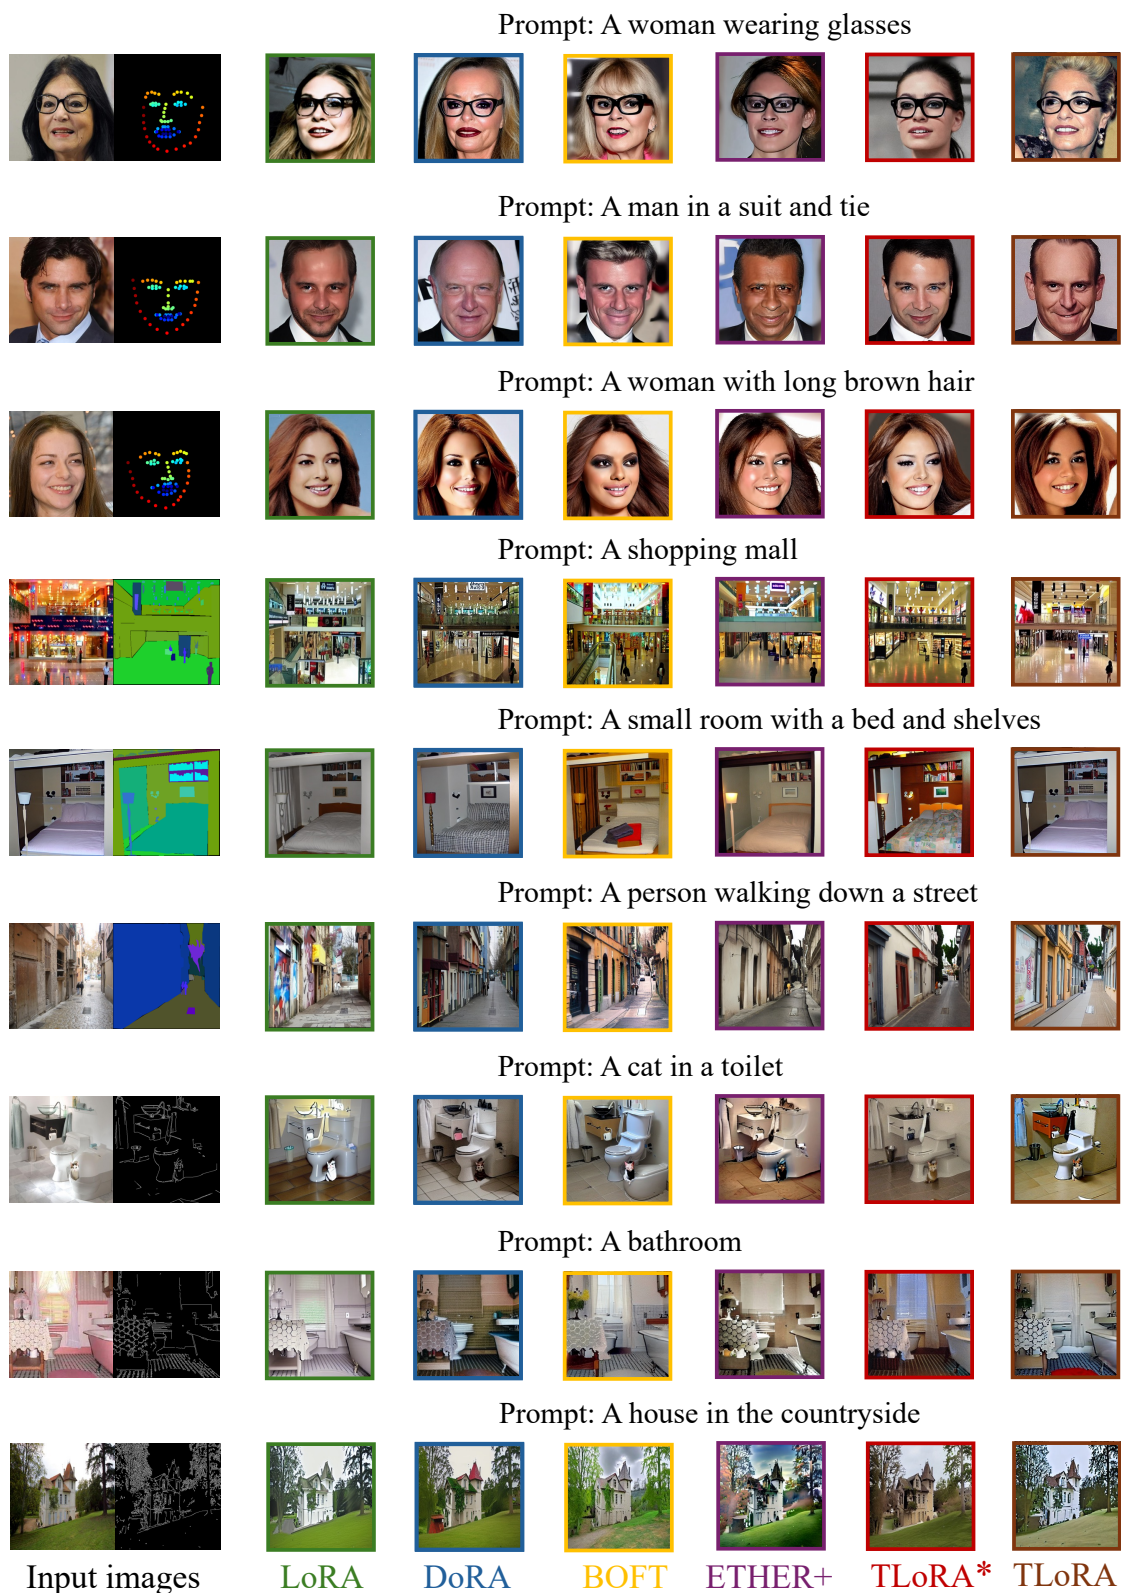 Prompt: A woman wearing glasses
Prompt: A man in a suit and tie
Prompt: A woman with long brown hair
Prompt: A shopping mall
Prompt: A small room with a bed and shelves
Prompt: A person walking down a street
Prompt: A cat in a toilet
Prompt: A bathroom
Prompt: A house in the countryside
Input images LoRA DoRA BOFT ETHER+ TLoRA* TLoRA